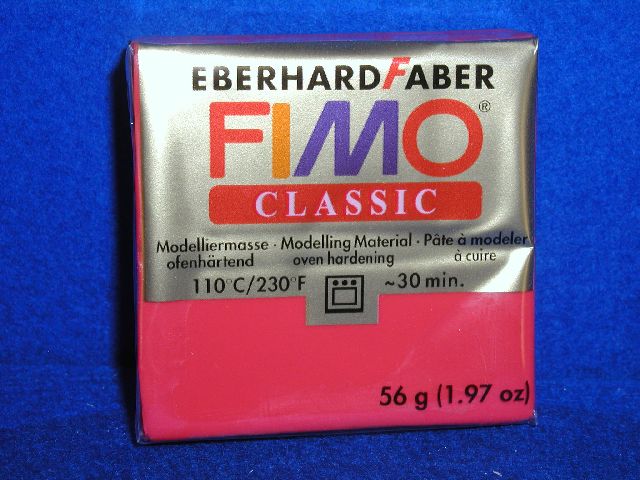 EBERHARDFABER
FIMO®
CLASSIC
Modelliermasse · Modelling Material · Pâte à modeler
ofenhärtend oven hardening à cuire
110°C/230°F ~30 min.
56 g (1.97 oz)